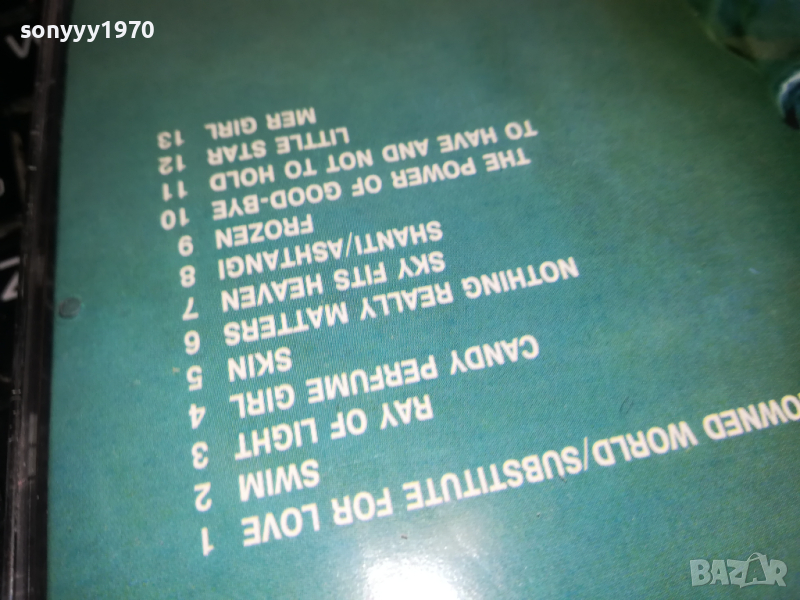 sonyyy1970
OWNED WORLD/SUBSTITUTE FOR LOVE 1
SWIM 2
RAY OF LIGHT 3
CANDY PERFUME GIRL 4
SKIN 5
NOTHING REALLY MATTERS 6
SKY FITS HEAVEN 7
SHANTI/ASHTANGI 8
FROZEN 9
THE POWER OF GOOD-BYE 10
TO HAVE AND NOT TO HOLD 11
LITTLE STAR 12
MER GIRL 13
BAZAR